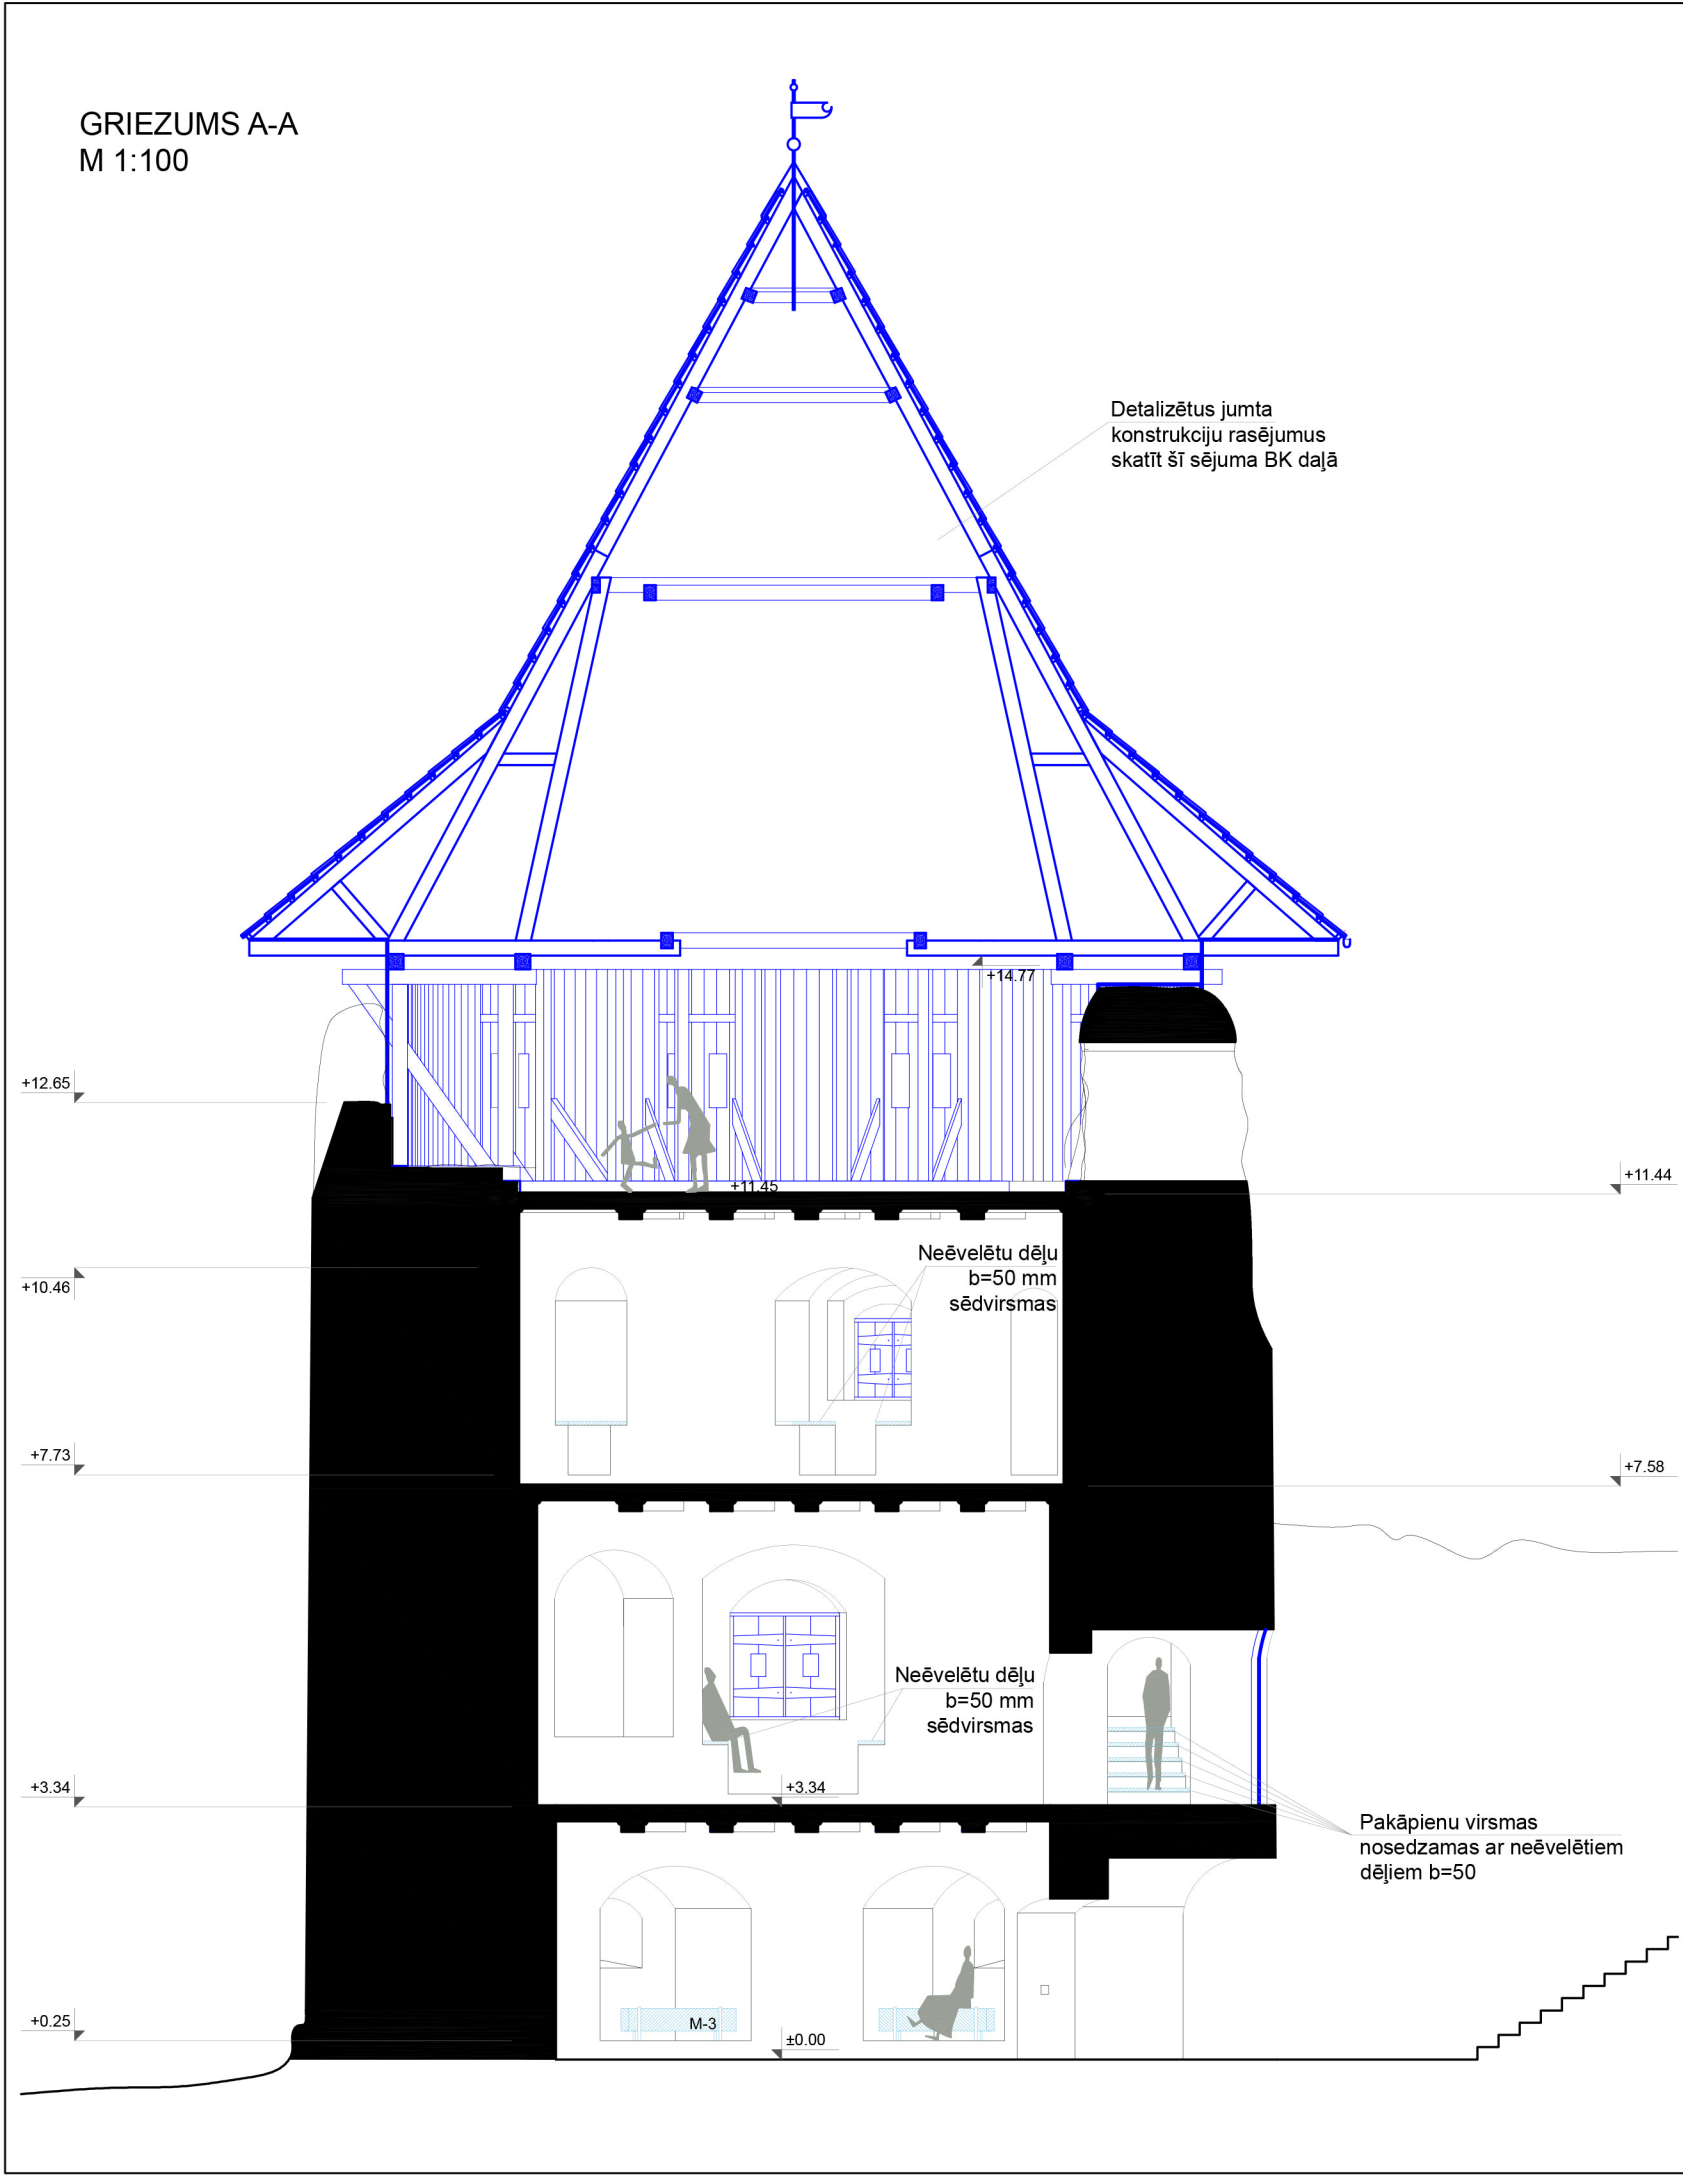 GRIEZUMS A-A
M 1:100
Detalizētus jumta
konstrukciju rasējumus
skatīt šī sējuma BK daļā
+14.77
+12.65
+11.44
+11.45
Neēvelētu dēļu
b=50 mm
sēdvirsmas
+10.46
+7.73
+7.58
Neēvelētu dēļu
b=50 mm
sēdvirsmas
+3.34
+3.34
Pakāpienu virsmas
nosedzamas ar neēvelētiem
dēļiem b=50
+0.25
M-3
±0.00